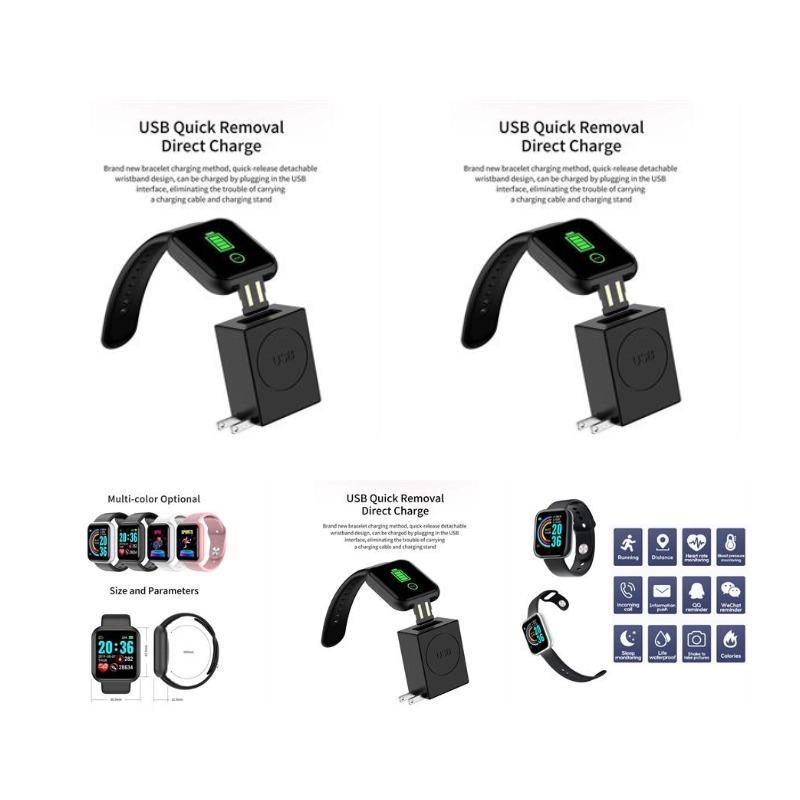 USB Quick Removal
Direct Charge
Brand new bracelet charging method, quick-release detachable
wristband design, can be charged by plugging in the USB
interface, eliminating the trouble of carrying
a charging cable and charging stand
USB
USB Quick Removal
Direct Charge
Brand new bracelet charging method, quick-release detachable
wristband design, can be charged by plugging in the USB
interface, eliminating the trouble of carrying
a charging cable and charging stand
USB
Multi-color Optional
20
36
SPORTS
Size and Parameters
20:36
282
28634
USB Quick Removal
Direct Charge
Brand new bracelet charging method, quick-release detachable
wristband design, can be charged by plugging in the USB
interface, eliminating the trouble of carrying
a charging cable and charging stand
USB
20
36
20:36
Running
Distance
Heart rate
monitoring
Blood pressure
monitoring
Incoming
call
Information
push
QQ
reminder
WeChat
reminder
Sleep
monitoring
Life
waterproof
Shake to
take pictures
Calories